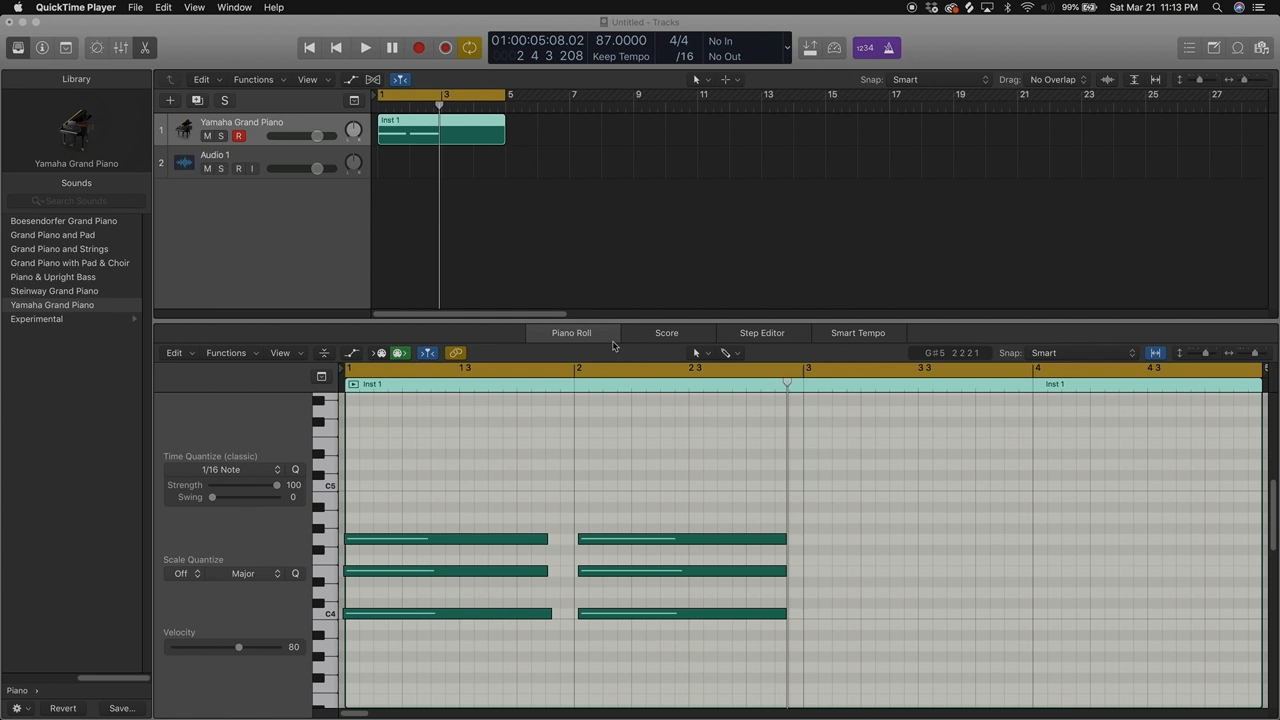 QuickTime Player File Edit View Window Help 99% Sat Mar 21 11:13 PM
Untitled - Tracks
01:00:05:08.02 87.0000 4/4 No In
2 4 3 208 Keep Tempo /16 No Out
1234
Library
Edit Functions View Snap: Smart Drag: No Overlap
S
1 3 5 7 9 11 13 15 17 19 21 23 25 27
1 Yamaha Grand Piano
M S R
Inst 1
2 Audio 1
M S R I
Yamaha Grand Piano
Sounds
Search Sounds
Boesendorfer Grand Piano
Grand Piano and Pad
Grand Piano and Strings
Grand Piano with Pad & Choir
Piano & Upright Bass
Steinway Grand Piano
Yamaha Grand Piano
Experimental
Piano Roll Score Step Editor Smart Tempo
Edit Functions View G#5 2 2 2 1 Snap: Smart
1 1 3 2 2 3 3 3 3 4 4 3 5
Inst 1 Inst 1
Time Quantize (classic)
1/16 Note Q
Strength 100
Swing 0
C5
Scale Quantize
Off Major Q
C4
Velocity
80
Piano
Revert Save...